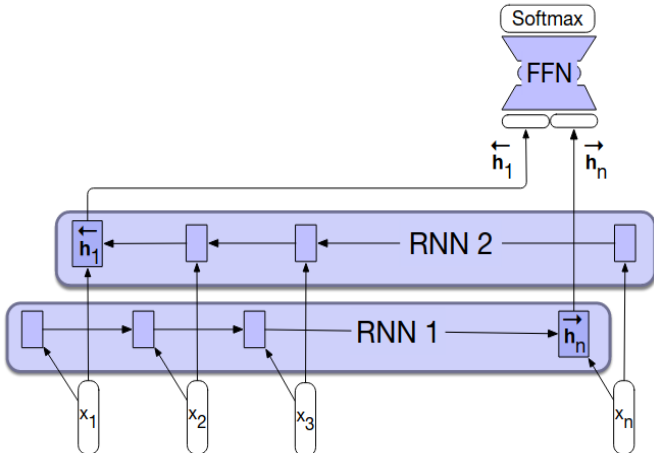 Softmax
FFN
←h₁ →hₙ
←h₁ RNN 2
RNN 1 →hₙ
x₁ x₂ x₃ xₙ